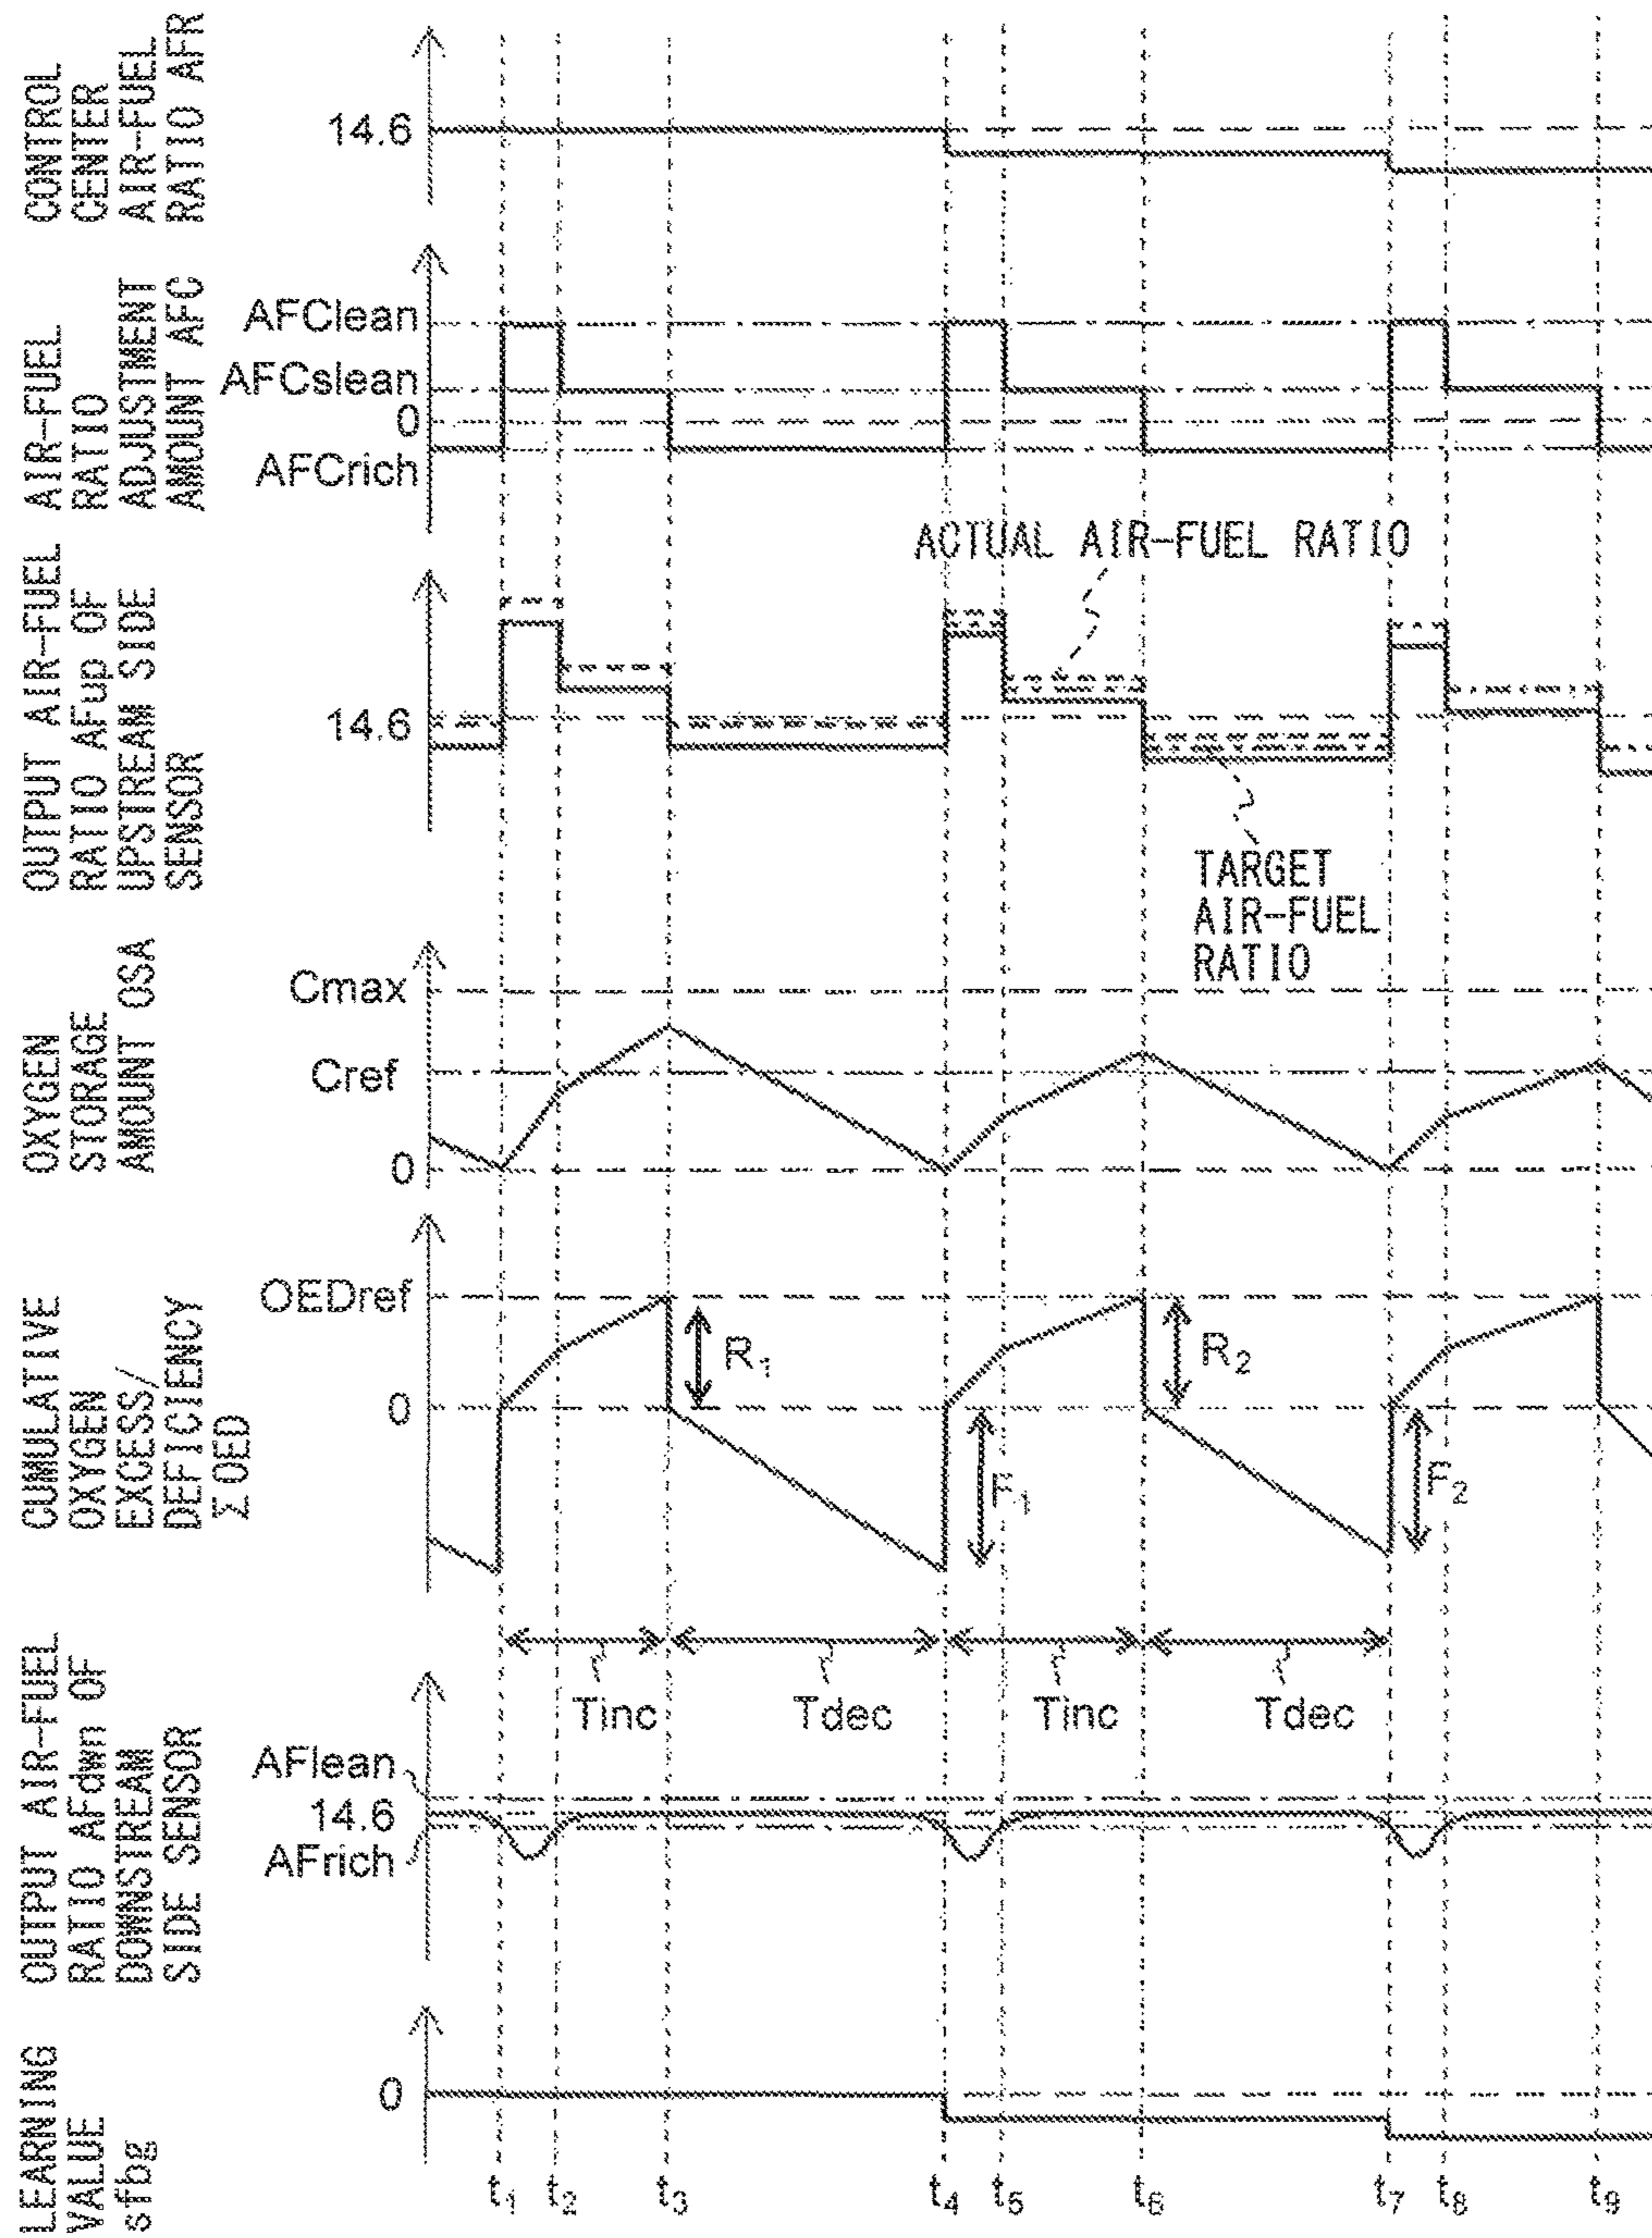 CONTROL
CENTER
AIR-FUEL
RATIO AFR
14.6
AIR-FUEL
RATIO
ADJUSTMENT
AMOUNT AFC
AFClean
AFCslean
0
AFCrich
ACTUAL AIR-FUEL RATIO
OUTPUT AIR-FUEL
RATIO AFup OF
UPSTREAM SIDE
SENSOR
14.6
TARGET
AIR-FUEL
RATIO
OXYGEN
STORAGE
AMOUNT OSA
Cmax
Cref
0
CUMULATIVE
OXYGEN
EXCESS/
DEFICIENCY
ΣOED
OEDref
0
R1
F1
R2
F2
Tinc
Tdec
Tinc
Tdec
OUTPUT AIR-FUEL
RATIO AFdwn OF
DOWNSTREAM
SIDE SENSOR
AFlean
14.6
AFrich
LEARNING
VALUE
sfbg
0
t1 t2 t3 t4 t5 t6 t7 t8 t9